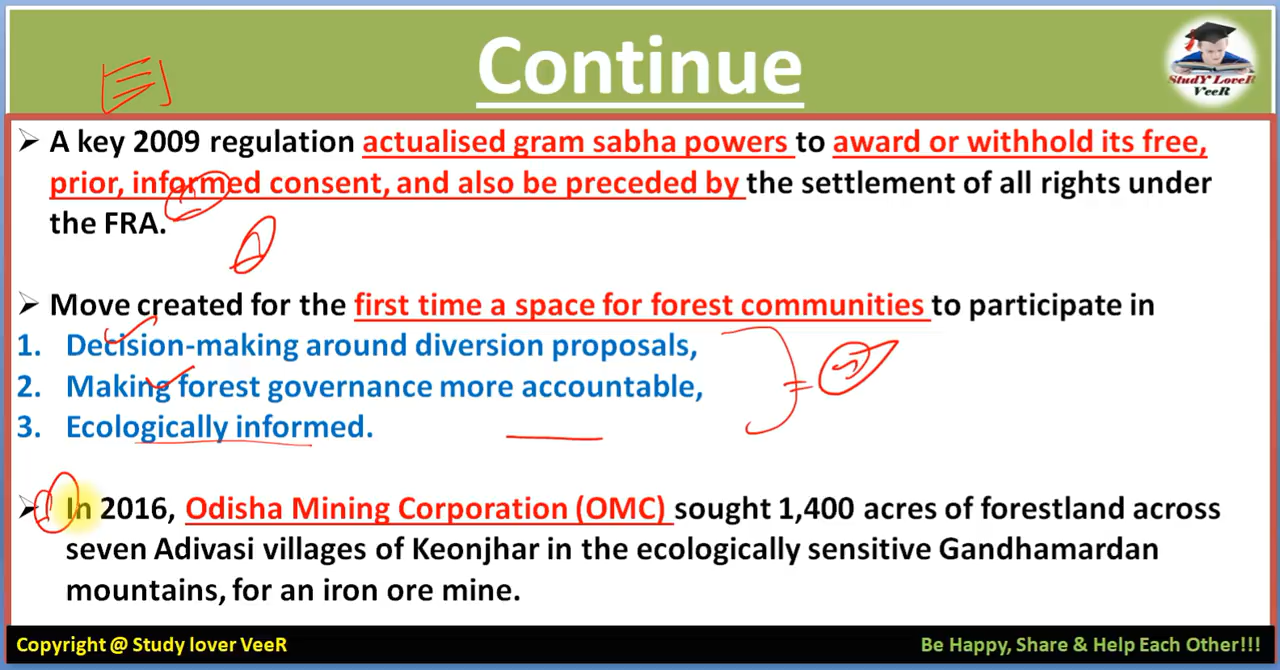 Continue
StudY LoveR
VeeR
➢ A key 2009 regulation actualised gram sabha powers to award or withhold its free,
prior, informed consent, and also be preceded by the settlement of all rights under
the FRA.
➢ Move created for the first time a space for forest communities to participate in
1. Decision-making around diversion proposals,
2. Making forest governance more accountable,
3. Ecologically informed.
➢ In 2016, Odisha Mining Corporation (OMC) sought 1,400 acres of forestland across
seven Adivasi villages of Keonjhar in the ecologically sensitive Gandhamardan
mountains, for an iron ore mine.
Copyright @ Study lover VeeR
Be Happy, Share & Help Each Other!!!